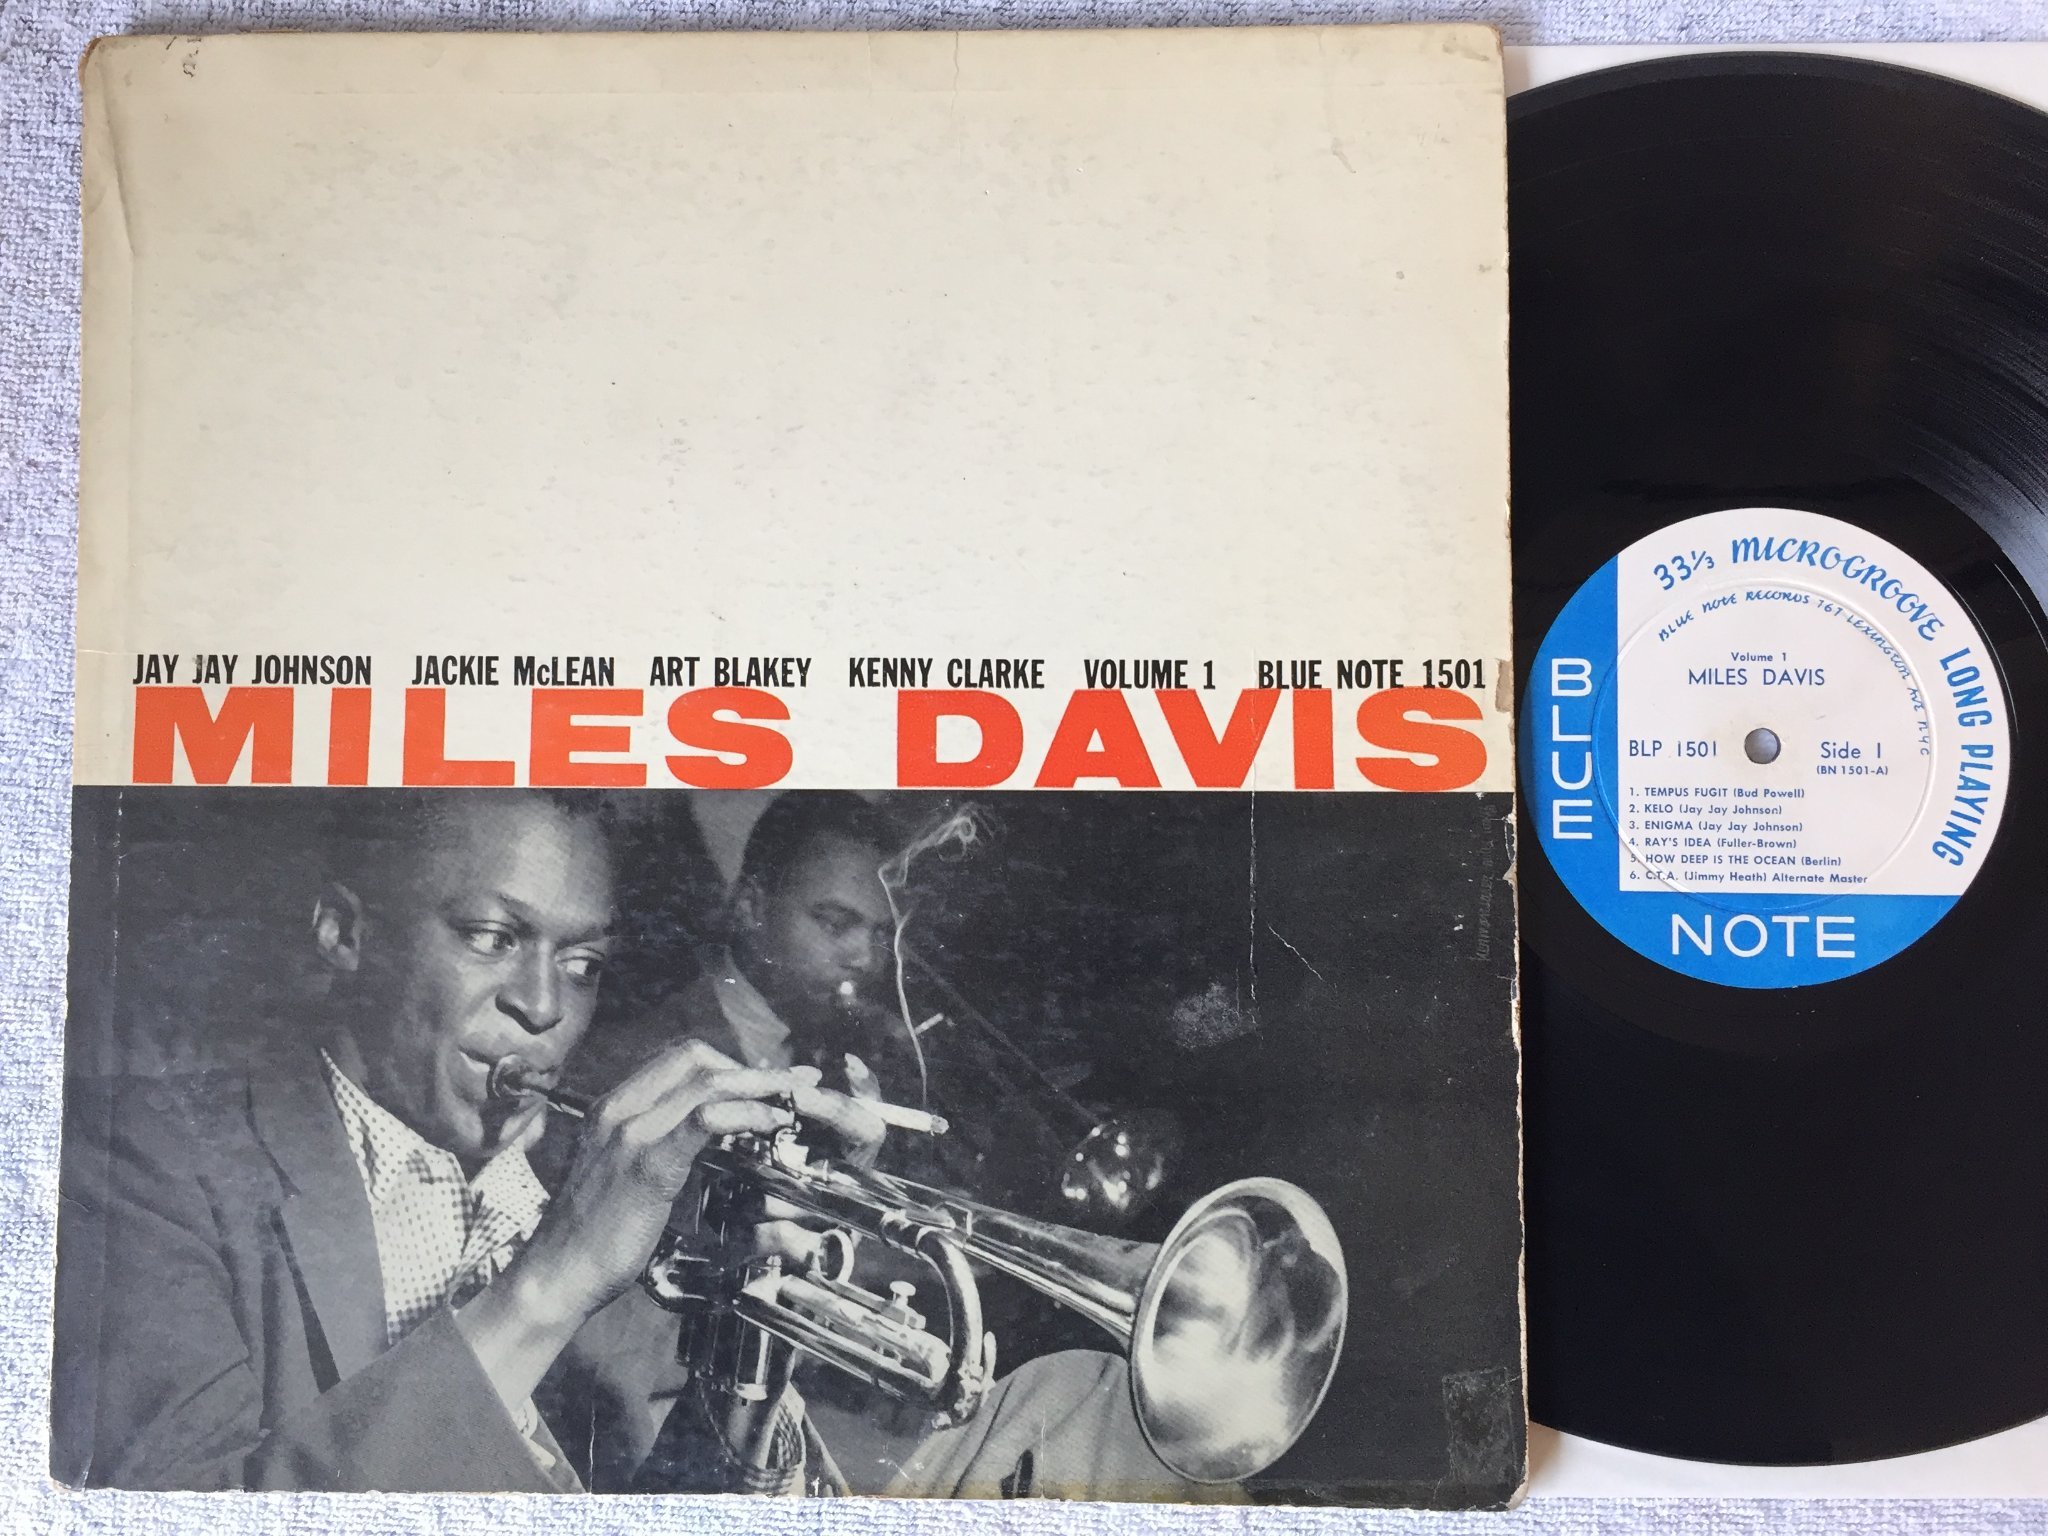 JAY JAY JOHNSON JACKIE McLEAN ART BLAKEY KENNY CLARKE VOLUME 1 BLUE NOTE 1501
MILES DAVIS
33⅓ MICROGROOVE LONG PLAYING
BLUE NOTE RECORDS 767 LEXINGTON AVE NYC
Volume 1
MILES DAVIS
BLP 1501
Side 1
(BN 1501-A)
1. TEMPUS FUGIT (Bud Powell)
2. KELO (Jay Jay Johnson)
3. ENIGMA (Jay Jay Johnson)
4. RAY'S IDEA (Fuller-Brown)
5. HOW DEEP IS THE OCEAN (Berlin)
6. C.T.A. (Jimmy Heath) Alternate Master
BLUE
NOTE